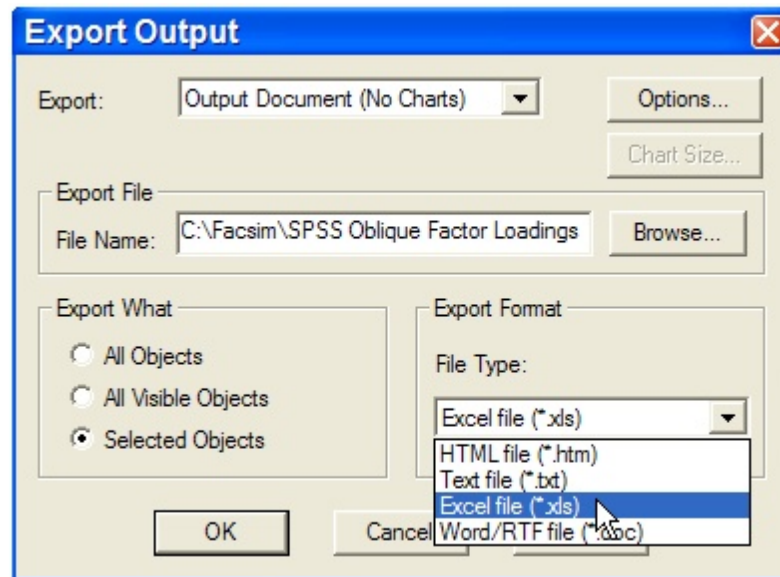 Export Output
Export: Output Document (No Charts) Options...
Chart Size...
Export File
File Name: C:\Facsim\SPSS Oblique Factor Loadings Browse...
Export What
All Objects
All Visible Objects
Selected Objects
Export Format
File Type:
Excel file (*.xls)
HTML file (*.htm)
Text file (*.txt)
Excel file (*.xls)
Word/RTF file (*.doc)
OK
Cancel